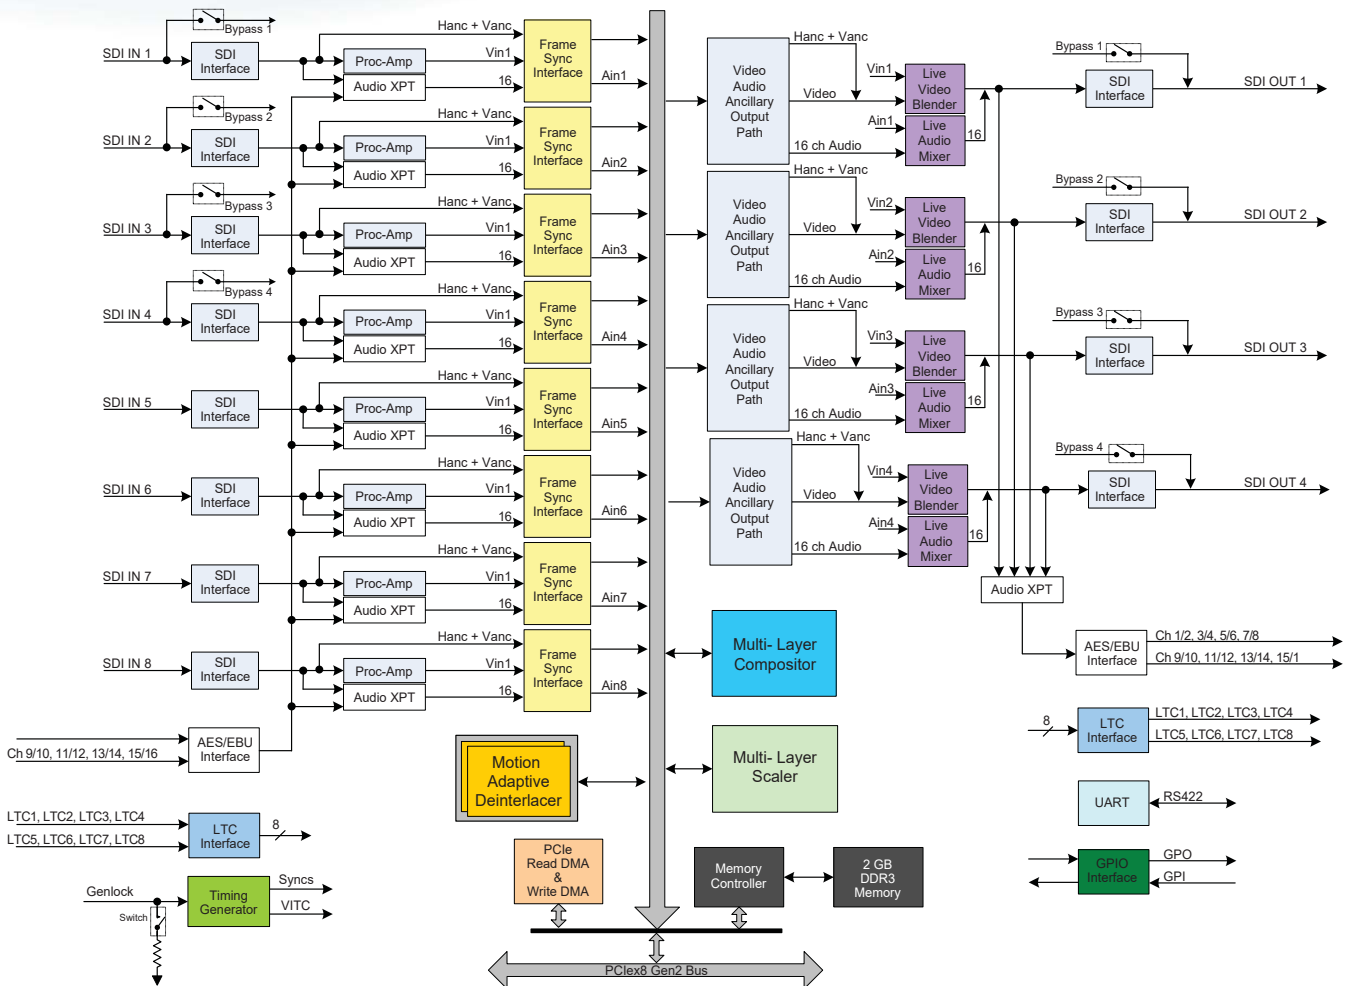 Bypass 1
SDI IN 1
SDI
Interface
Hanc + Vanc
Proc-Amp
Vin1
Audio XPT
16
Frame
Sync
Interface
Ain1
Bypass 2
SDI IN 2
SDI
Interface
Hanc + Vanc
Proc-Amp
Vin1
Audio XPT
16
Frame
Sync
Interface
Ain2
Bypass 3
SDI IN 3
SDI
Interface
Hanc + Vanc
Proc-Amp
Vin1
Audio XPT
16
Frame
Sync
Interface
Ain3
Bypass 4
SDI IN 4
SDI
Interface
Hanc + Vanc
Proc-Amp
Vin1
Audio XPT
16
Frame
Sync
Interface
Ain4
SDI IN 5
SDI
Interface
Hanc + Vanc
Proc-Amp
Vin1
Audio XPT
16
Frame
Sync
Interface
Ain5
SDI IN 6
SDI
Interface
Hanc + Vanc
Proc-Amp
Vin1
Audio XPT
16
Frame
Sync
Interface
Ain6
SDI IN 7
SDI
Interface
Hanc + Vanc
Proc-Amp
Vin1
Audio XPT
16
Frame
Sync
Interface
Ain7
SDI IN 8
SDI
Interface
Hanc + Vanc
Proc-Amp
Vin1
Audio XPT
16
Frame
Sync
Interface
Ain8
Ch 9/10, 11/12, 13/14, 15/16
AES/EBU
Interface
LTC1, LTC2, LTC3, LTC4
LTC5, LTC6, LTC7, LTC8
LTC
Interface
8
Genlock
Switch
Timing
Generator
Syncs
VITC
Motion
Adaptive
Deinterlacer
PCIe
Read DMA
&
Write DMA
Memory
Controller
2 GB
DDR3
Memory
PCIex8 Gen2 Bus
Multi- Layer
Compositor
Multi- Layer
Scaler
Video
Audio
Ancillary
Output
Path
Hanc + Vanc
Video
16 ch Audio
Vin1
Live
Video
Blender
Ain1
Live
Audio
Mixer
16
Bypass 1
SDI
Interface
SDI OUT 1
Video
Audio
Ancillary
Output
Path
Hanc + Vanc
Video
16 ch Audio
Vin2
Live
Video
Blender
Ain2
Live
Audio
Mixer
16
Bypass 2
SDI
Interface
SDI OUT 2
Video
Audio
Ancillary
Output
Path
Hanc + Vanc
Video
16 ch Audio
Vin3
Live
Video
Blender
Ain3
Live
Audio
Mixer
16
Bypass 3
SDI
Interface
SDI OUT 3
Video
Audio
Ancillary
Output
Path
Hanc + Vanc
Video
16 ch Audio
Vin4
Live
Video
Blender
Ain4
Live
Audio
Mixer
16
Bypass 4
SDI
Interface
SDI OUT 4
Audio XPT
AES/EBU
Interface
Ch 1/2, 3/4, 5/6, 7/8
Ch 9/10, 11/12, 13/14, 15/1
8
LTC
Interface
LTC1, LTC2, LTC3, LTC4
LTC5, LTC6, LTC7, LTC8
UART
RS422
GPIO
Interface
GPO
GPI